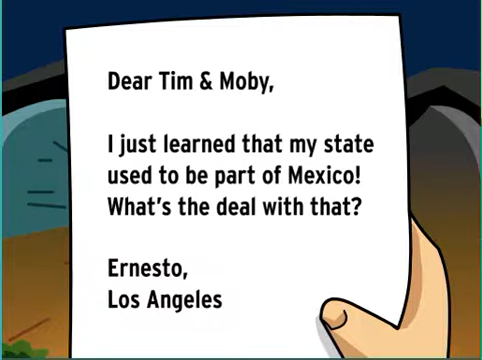 Dear Tim & Moby,
I just learned that my state
used to be part of Mexico!
What's the deal with that?
Ernesto,
Los Angeles